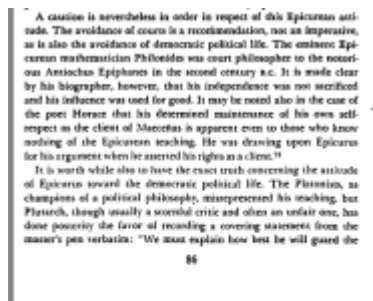 A caution is nevertheless in order in respect of this Epicurean atti-
tude. The avoidance of courts is a recommendation, not an imperative,
as is also the avoidance of democratic political life. The eminent Epi-
curean mathematician Philonides was court philosopher to the notori-
ous Antiochus Epiphanes in the second century B.C. It is made clear
by his biographer, however, that his independence was not sacrificed
and his influence was used for good. It may be noted also in the case of
the poet Horace that his determined maintenance of his own self-
respect as the client of Maecenas is apparent even to those who know
nothing of the Epicurean teaching. He was drawing upon Epicurus
for his argument when he asserted his rights as a client.
It is worth while also to have the exact truth concerning the attitude
of Epicurus toward the democratic political life. The Platonists, as
champions of a political philosophy, misrepresented his teaching, but
Plutarch, though usually a scornful critic and often an unfair one, has
done posterity the favor of recording a covering statement from the
master's pen verbatim: "We must explain how best he will guard the
86